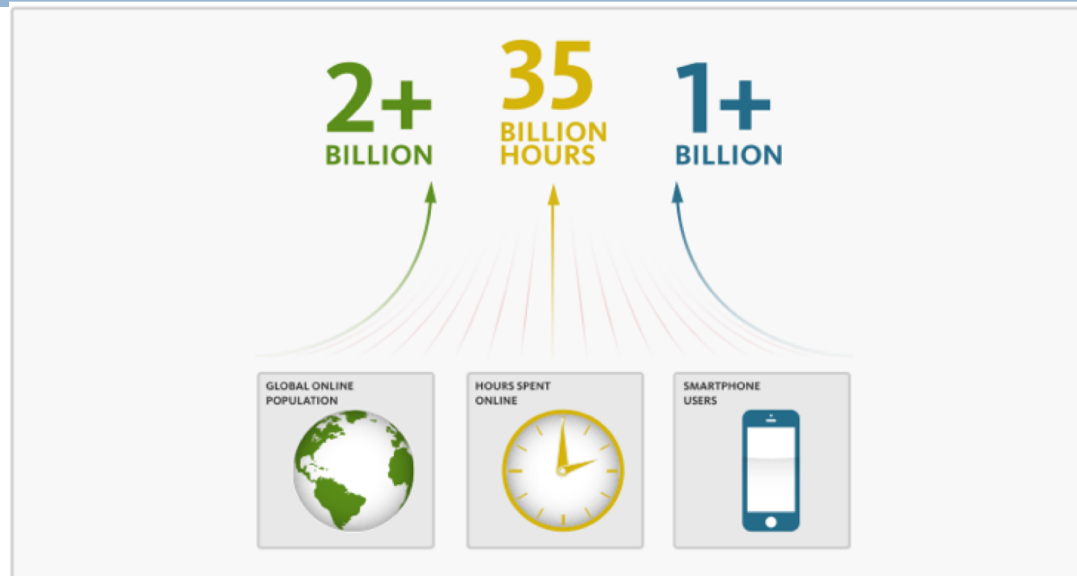 2+
BILLION
35
BILLION
HOURS
1+
BILLION
GLOBAL ONLINE
POPULATION
HOURS SPENT
ONLINE
SMARTPHONE
USERS